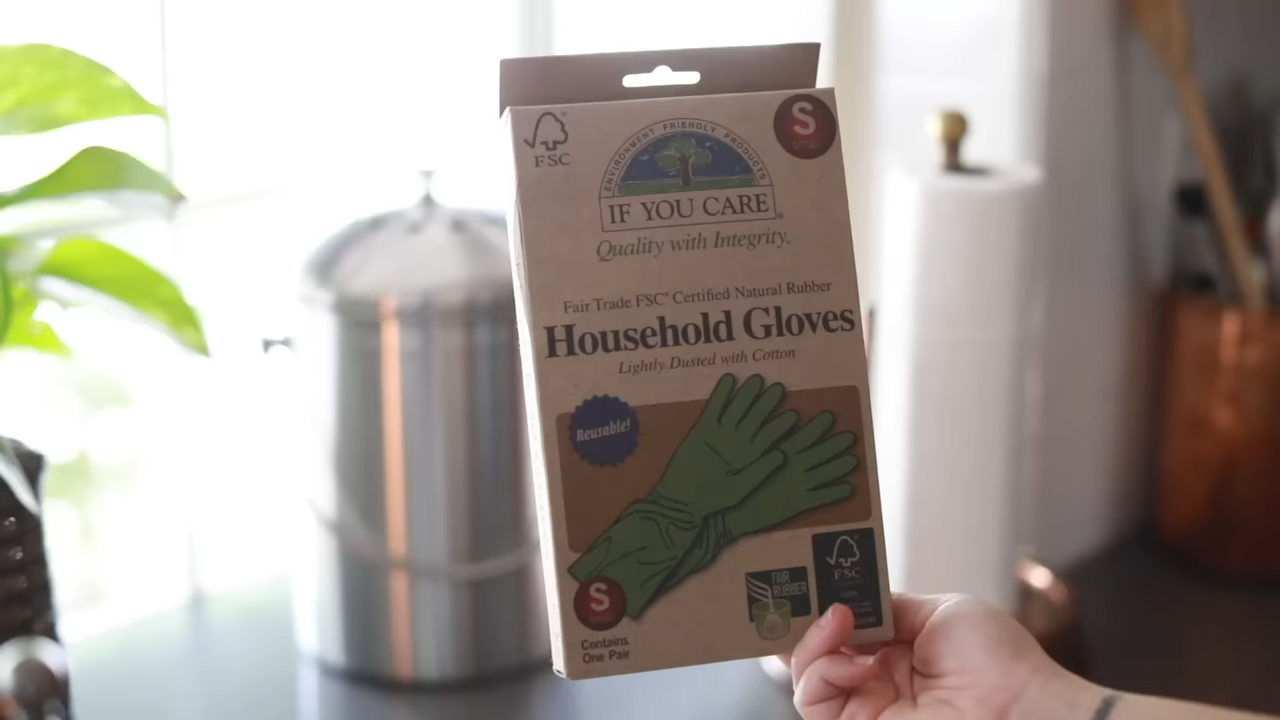 FSC
ENVIRONMENT FRIENDLY PRODUCTS
S
IF YOU CARE
Quality with Integrity.
Fair Trade FSC® Certified Natural Rubber
Household Gloves
Lightly Dusted with Cotton
Reusable!
S
Contains
One Pair
FAIR
RUBBER
FSC